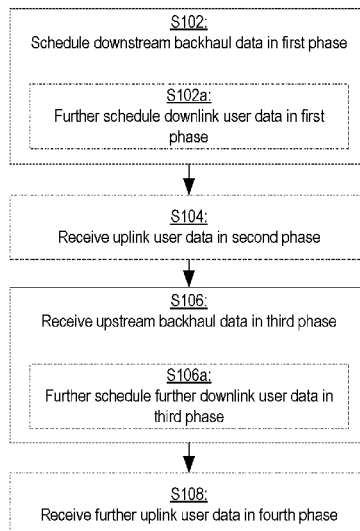 S102:
Schedule downstream backhaul data in first phase
S102a:
Further schedule downlink user data in first
phase
S104:
Receive uplink user data in second phase
S106:
Receive upstream backhaul data in third phase
S106a:
Further schedule further downlink user data in
third phase
S108:
Receive further uplink user data in fourth phase